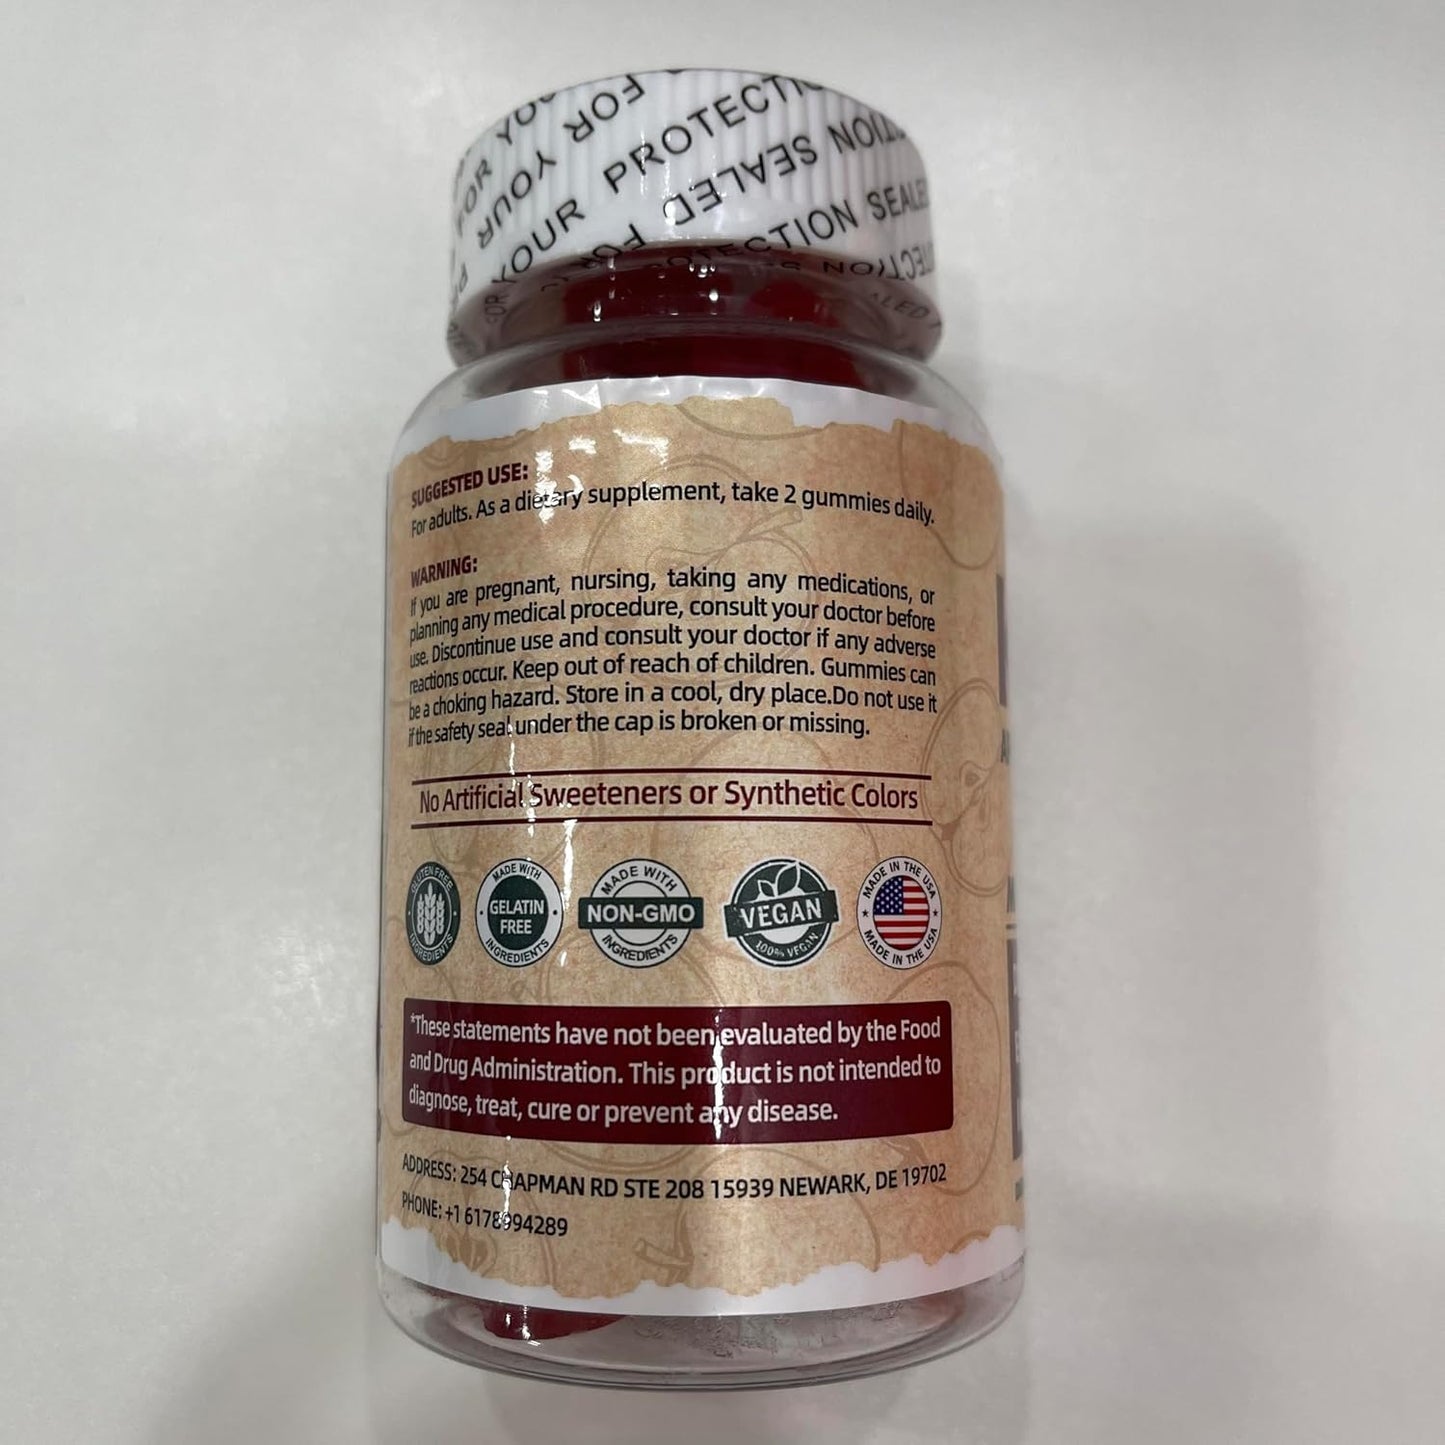 FOR YOUR
YOUR PROTECTION
SEALED FOR
PROTECTION SEALED
SUGGESTED USE:
For adults. As a dietary supplement, take 2 gummies daily.
WARNING:
If you are pregnant, nursing, taking any medications, or
planning any medical procedure, consult your doctor before
use. Discontinue use and consult your doctor if any adverse
reactions occur. Keep out of reach of children. Gummies can
be a choking hazard. Store in a cool, dry place.Do not use it
if the safety seal under the cap is broken or missing.
No Artificial Sweeteners or Synthetic Colors
GLUTEN FREE
INGREDIENTS
MADE WITH
GELATIN
FREE
INGREDIENTS
MADE WITH
NON-GMO
INGREDIENTS
VEGAN
100% VEGAN
MADE IN THE USA
MADE IN THE USA
*These statements have not been evaluated by the Food
and Drug Administration. This product is not intended to
diagnose, treat, cure or prevent any disease.
ADDRESS: 254 CHAPMAN RD STE 208 15939 NEWARK, DE 19702
PHONE: +1 6178994289